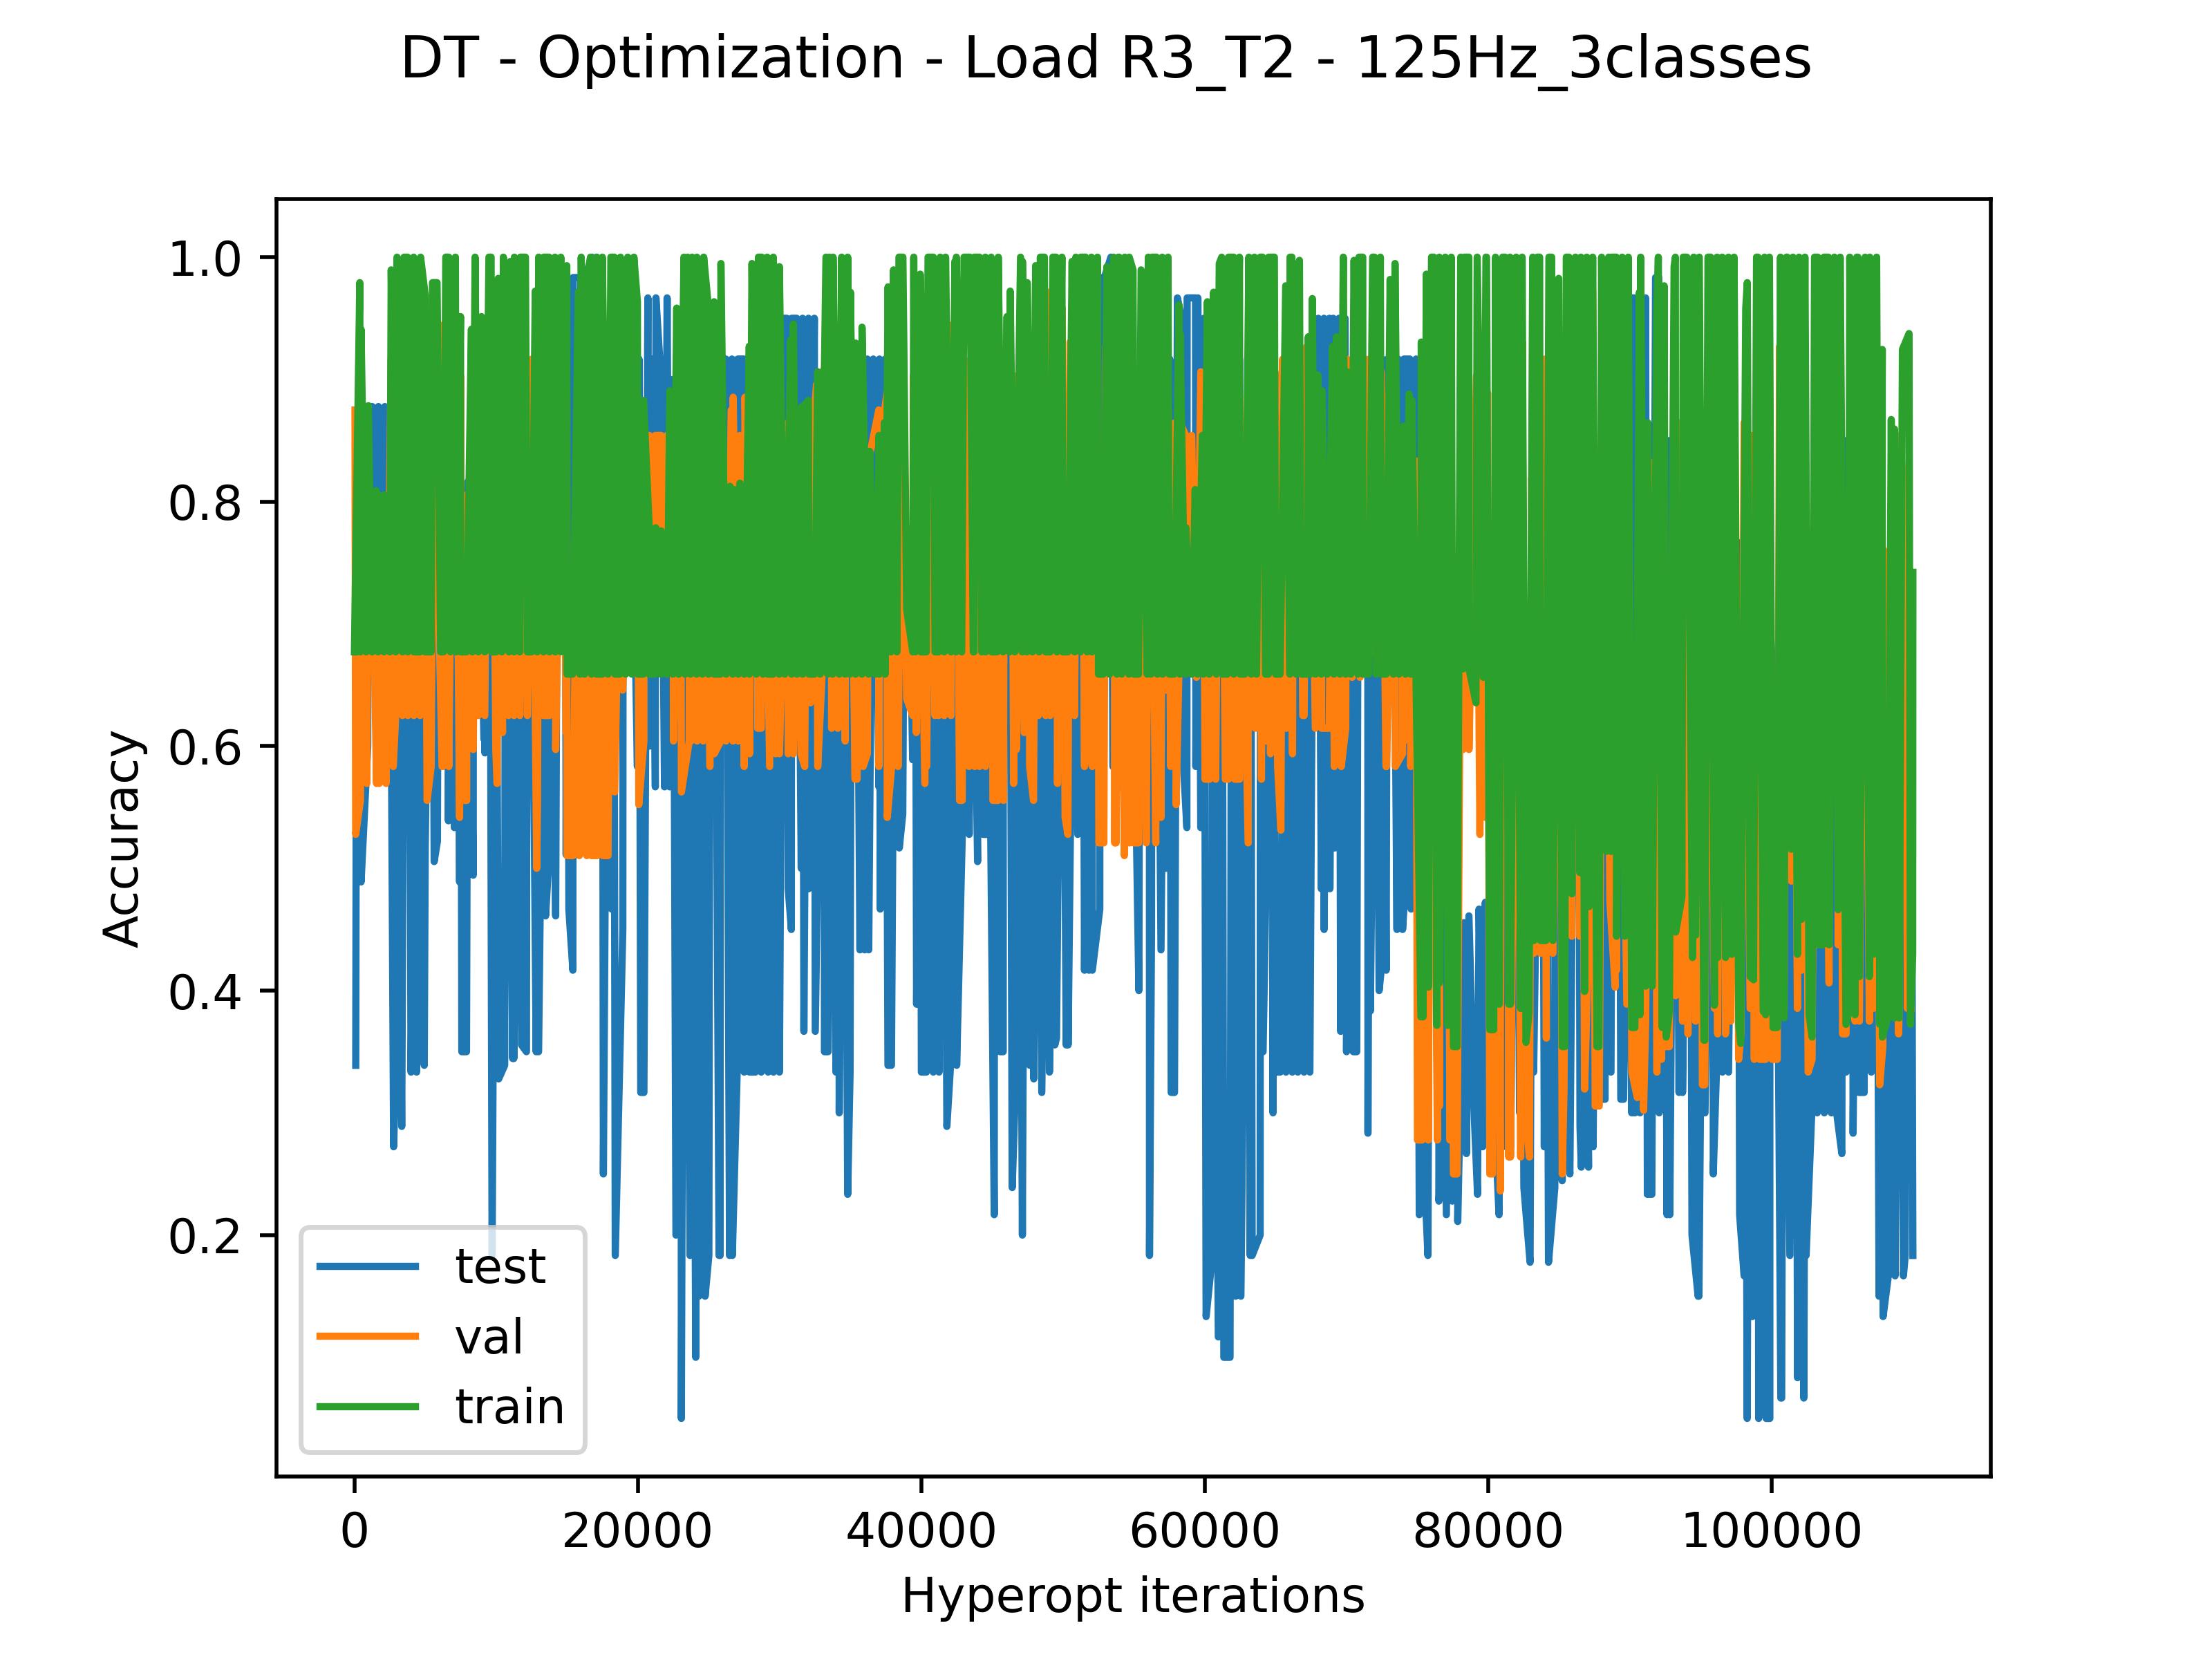 DT - Optimization - Load R3_T2 - 125Hz_3classes
1.0
0.8
0.6
0.4
0.2
Accuracy
test
val
train
0 20000 40000 60000 80000 100000
Hyperopt iterations